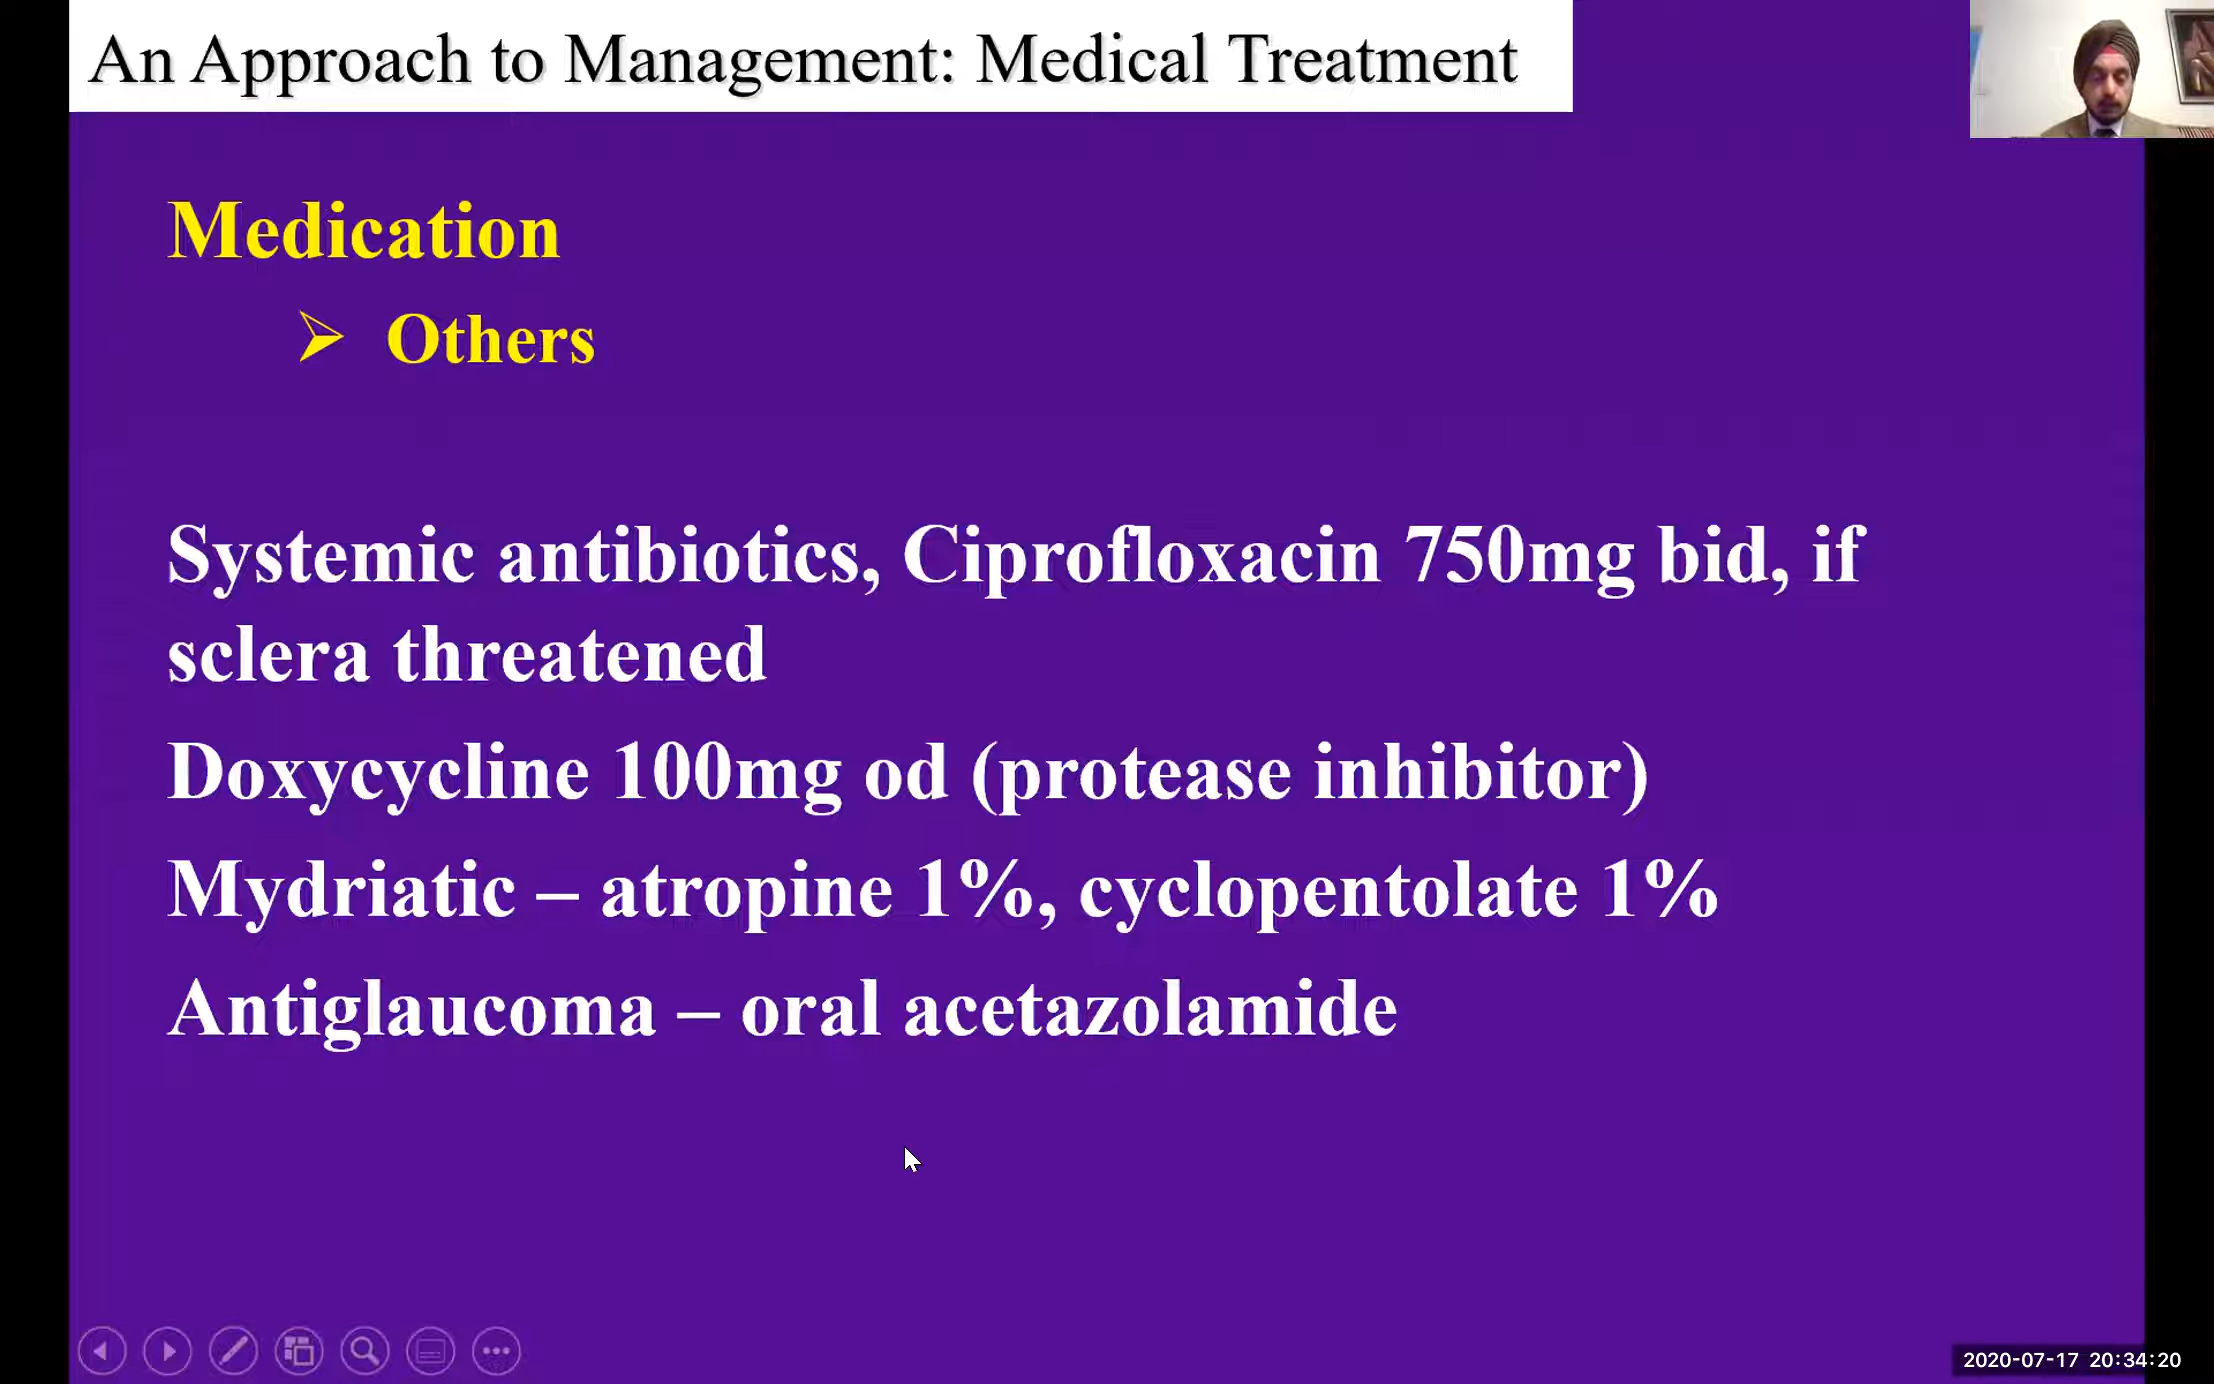 An Approach to Management: Medical Treatment
Medication
➢ Others
Systemic antibiotics, Ciprofloxacin 750mg bid, if
sclera threatened
Doxycycline 100mg od (protease inhibitor)
Mydriatic – atropine 1%, cyclopentolate 1%
Antiglaucoma – oral acetazolamide
2020-07-17 20:34:20